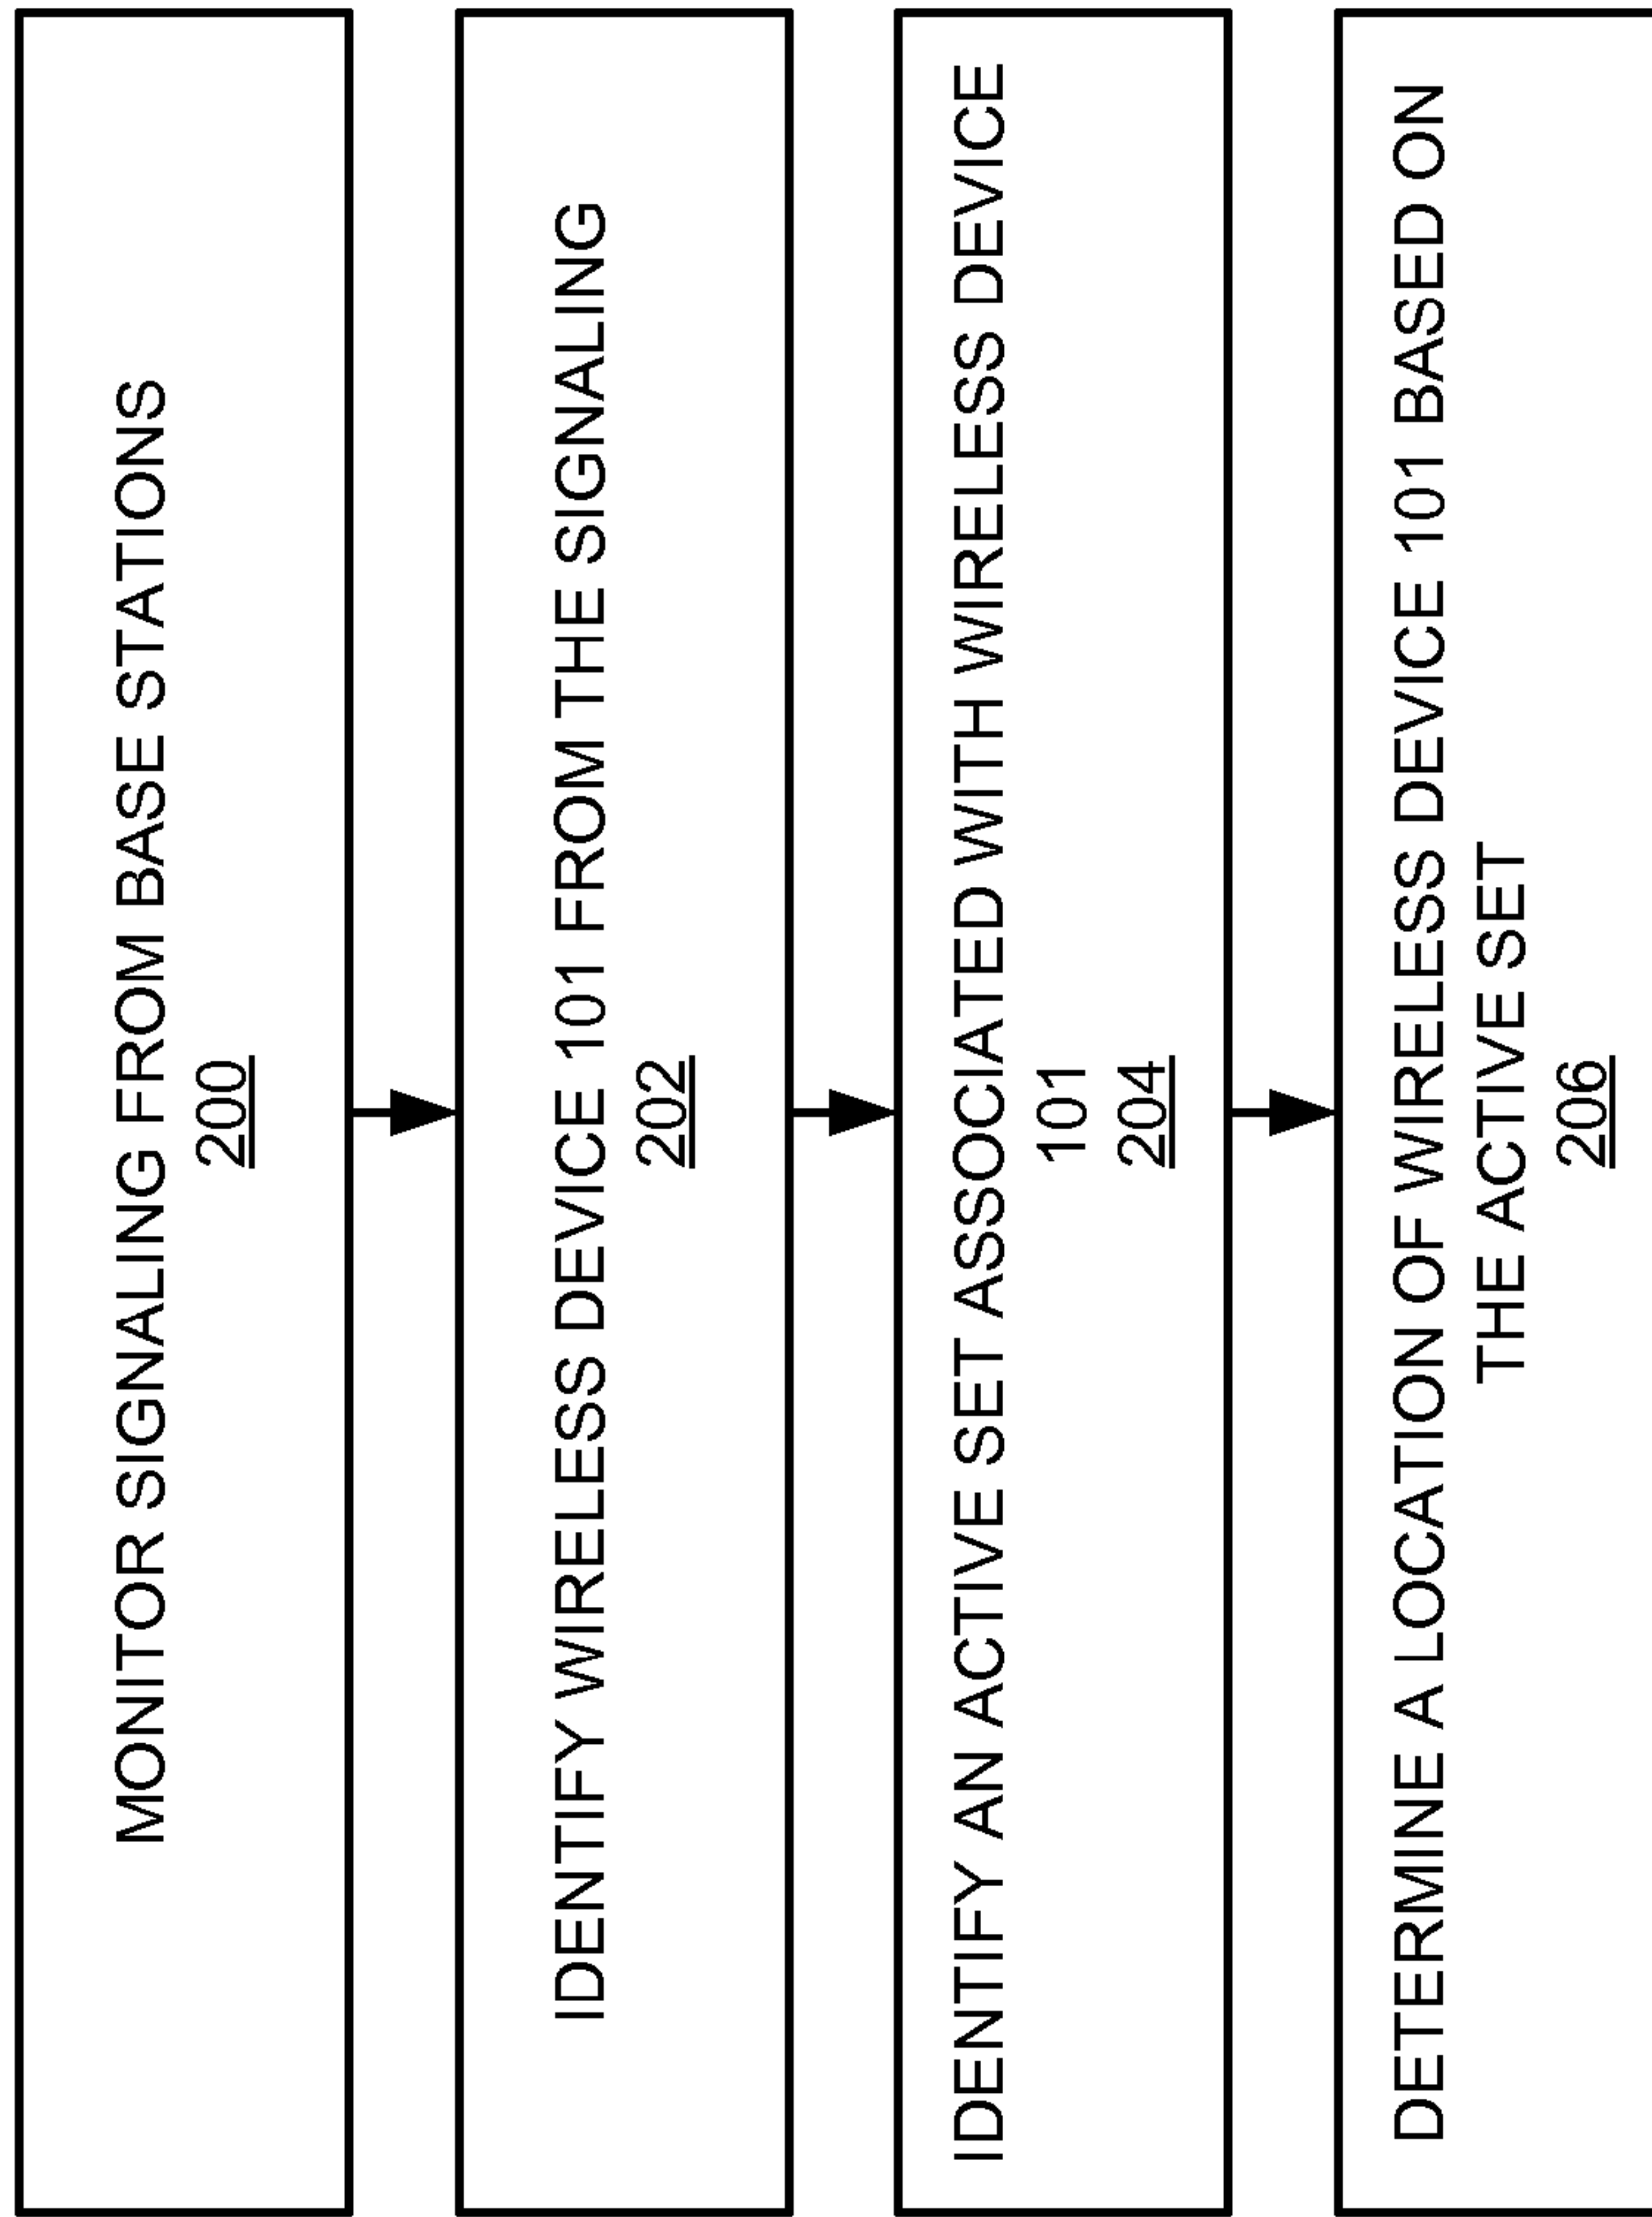 MONITOR SIGNALING FROM BASE STATIONS
200
IDENTIFY WIRELESS DEVICE 101 FROM THE SIGNALING
202
IDENTIFY AN ACTIVE SET ASSOCIATED WITH WIRELESS DEVICE
101
204
DETERMINE A LOCATION OF WIRELESS DEVICE 101 BASED ON
THE ACTIVE SET
206